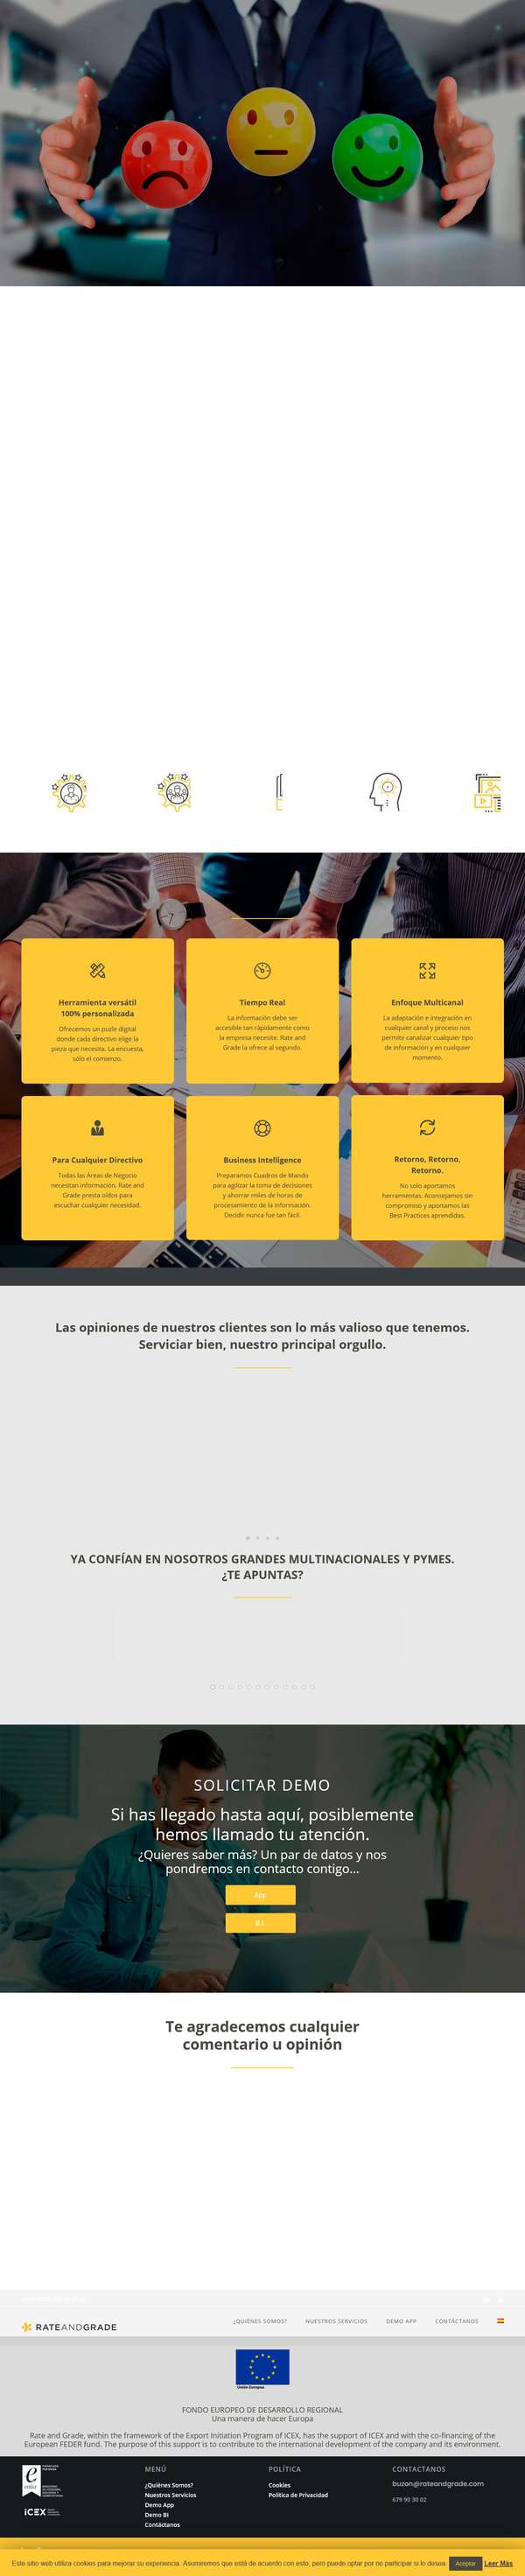 Herramienta versátil
100% personalizada
Ofrecemos un puzle digital
donde cada directivo elige la
pieza que necesita. La encuesta,
sólo el comienzo.
Tiempo Real
La información debe ser
accesible tan rápidamente como
la empresa necesite. Rate and
Grade la ofrece al segundo.
Enfoque Multicanal
La adaptación e integración en
cualquier canal y proceso nos
permite canalizar cualquier tipo
de información y en cualquier
momento.
Para Cualquier Directivo
Todas las Áreas de Negocio
necesitan información. Rate and
Grade presta oídos para
escuchar cualquier necesidad.
Business Intelligence
Preparamos Cuadros de Mando
para agilizar la toma de decisiones
y ahorrar miles de horas de
procesamiento de la información.
Decidir nunca fue tan fácil.
Retorno, Retorno,
Retorno.
No solo aportamos
herramientas. Aconsejamos sin
compromiso y aportamos las
Best Practices aprendidas.
Las opiniones de nuestros clientes son lo más valioso que tenemos.
Serviciar bien, nuestro principal orgullo.
YA CONFÍAN EN NOSOTROS GRANDES MULTINACIONALES Y PYMES.
¿TE APUNTAS?
SOLICITAR DEMO
Si has llegado hasta aquí, posiblemente
hemos llamado tu atención.
¿Quieres saber más? Un par de datos y nos
pondremos en contacto contigo...
App
B.I.
Te agradecemos cualquier
comentario u opinión
RATEANDGRADE
¿QUIÉNES SOMOS?
NUESTROS SERVICIOS
DEMO APP
CONTÁCTANOS
Unión Europea
FONDO EUROPEO DE DESARROLLO REGIONAL
Una manera de hacer Europa
Rate and Grade, within the framework of the Export Initiation Program of ICEX, has the support of ICEX and with the co-financing of the
European FEDER fund. The purpose of this support is to contribute to the international development of the company and its environment.
e
enisa
ICEX
MENÚ
¿Quiénes Somos?
Nuestros Servicios
Demo App
Demo BI
Contáctanos
POLÍTICA
Cookies
Política de Privacidad
CONTACTANOS
buzon@rateandgrade.com
679 90 30 02
Este sitio web utiliza cookies para mejorar su experiencia. Asumiremos que está de acuerdo con esto, pero puede optar por no participar si lo desea. Aceptar Leer Más